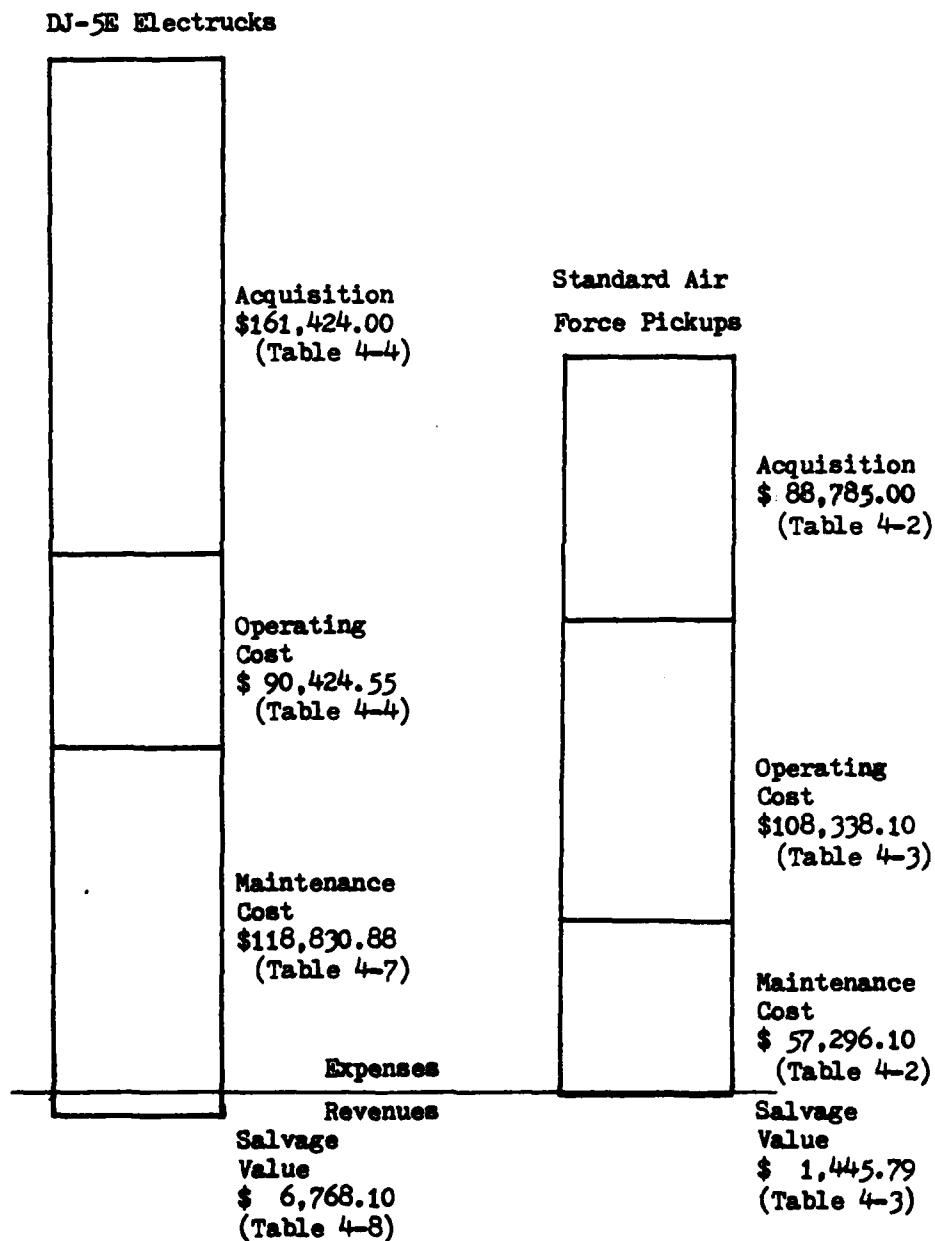 DJ-5E Electrucks
Acquisition
$161,424.00
(Table 4-4)
Operating
Cost
$ 90,424.55
(Table 4-4)
Maintenance
Cost
$118,830.88
(Table 4-7)
Expenses
Revenues
Salvage
Value
$ 6,768.10
(Table 4-8)
Standard Air
Force Pickups
Acquisition
$ 88,785.00
(Table 4-2)
Operating
Cost
$108,338.10
(Table 4-3)
Maintenance
Cost
$ 57,296.10
(Table 4-2)
Salvage
Value
$ 1,445.79
(Table 4-3)